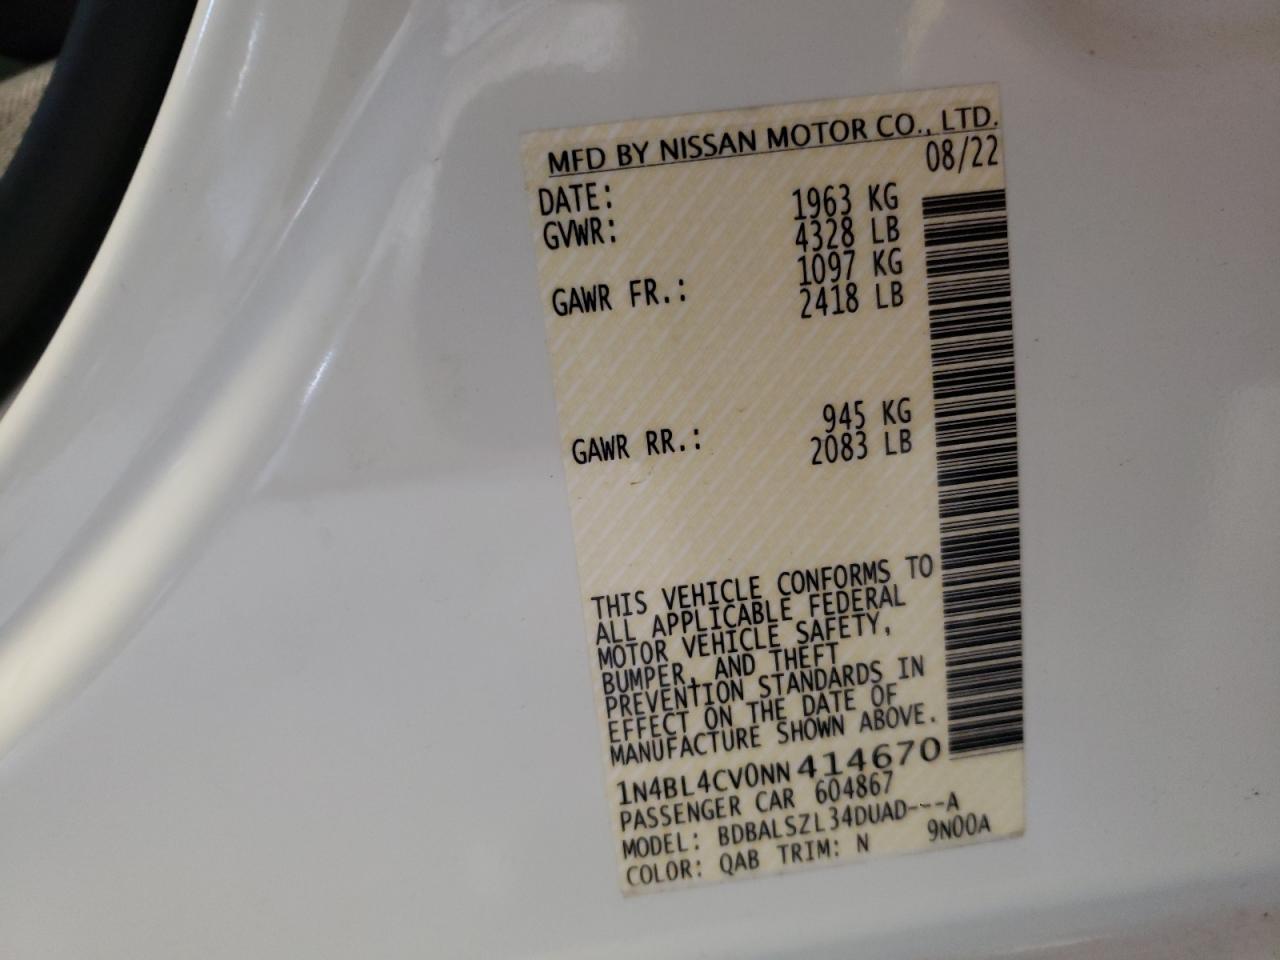 MFD BY NISSAN MOTOR CO., LTD.
DATE: 08/22
GVWR: 1963 KG
4328 LB
GAWR FR.: 1097 KG
2418 LB
GAWR RR.: 945 KG
2083 LB
THIS VEHICLE CONFORMS TO
ALL APPLICABLE FEDERAL
MOTOR VEHICLE SAFETY,
BUMPER, AND THEFT
PREVENTION STANDARDS IN
EFFECT ON THE DATE OF
MANUFACTURE SHOWN ABOVE.
1N4BL4CV0NN414670
PASSENGER CAR 604867
MODEL: BDBALSZL34DUAD---A
COLOR: QAB TRIM: N 9N00A